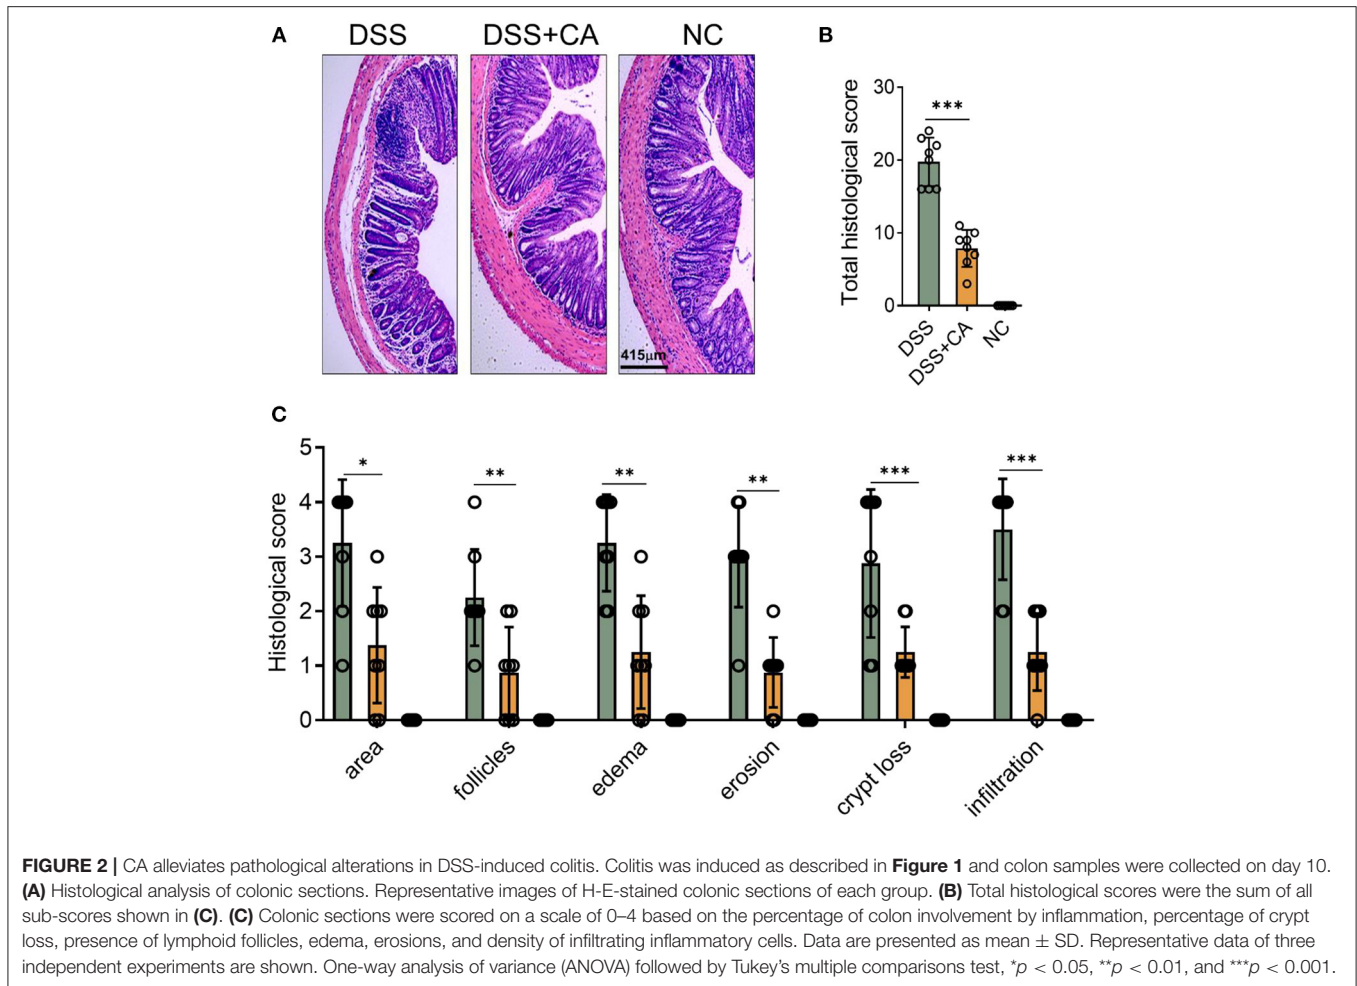 A
DSS
DSS+CA
NC
415μm
B
Total histological score
30
20
10
0
***
DSS
DSS+CA
NC
C
Histological score
5
4
3
2
1
0
*
**
**
**
***
***
area
follicles
edema
erosion
crypt loss
infiltration
FIGURE 2 | CA alleviates pathological alterations in DSS-induced colitis. Colitis was induced as described in Figure 1 and colon samples were collected on day 10.
(A) Histological analysis of colonic sections. Representative images of H-E-stained colonic sections of each group. (B) Total histological scores were the sum of all
sub-scores shown in (C). (C) Colonic sections were scored on a scale of 0–4 based on the percentage of colon involvement by inflammation, percentage of crypt
loss, presence of lymphoid follicles, edema, erosions, and density of infiltrating inflammatory cells. Data are presented as mean ± SD. Representative data of three
independent experiments are shown. One-way analysis of variance (ANOVA) followed by Tukey's multiple comparisons test, *p < 0.05, **p < 0.01, and ***p < 0.001.